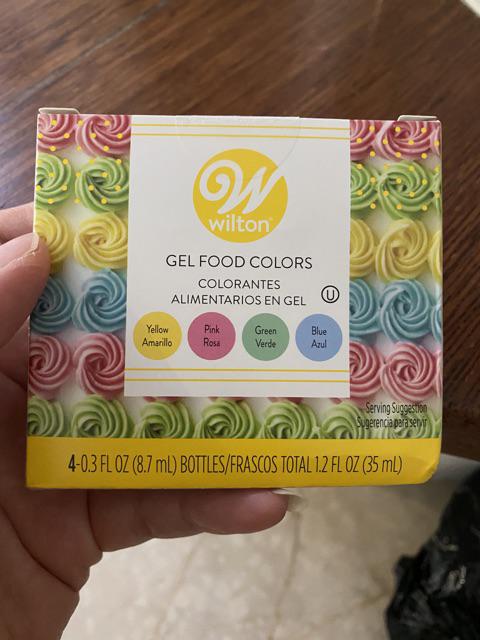 W
wilton®
GEL FOOD COLORS
COLORANTES
ALIMENTARIOS EN GEL
U
Yellow
Amarillo
Pink
Rosa
Green
Verde
Blue
Azul
Serving Suggestion
Sugerencia para servir
4-0.3 FL OZ (8.7 mL) BOTTLES/FRASCOS TOTAL 1.2 FL OZ (35 mL)